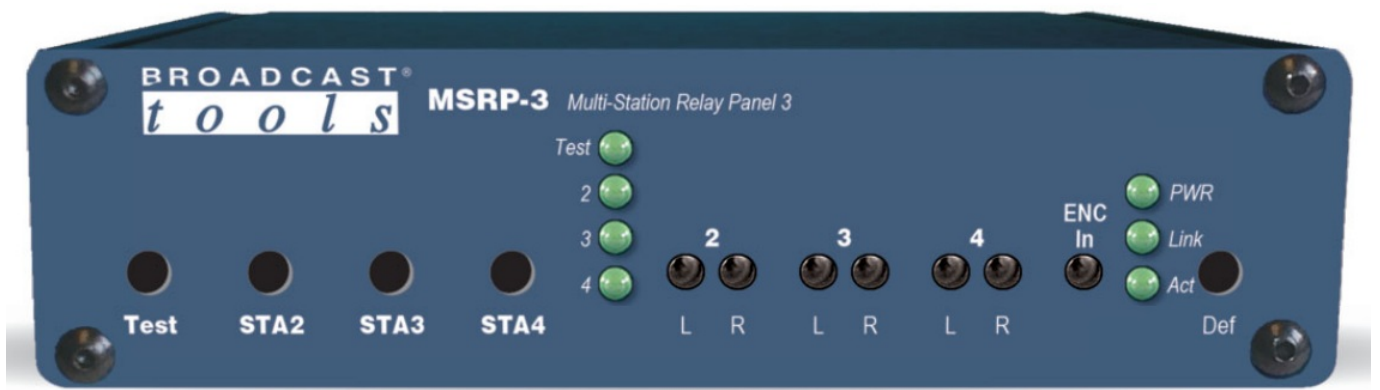 BROADCAST®
tools
MSRP-3 Multi-Station Relay Panel 3
Test
2
3
4
2 3 4
ENC
In
PWR
Link
Act
Test STA2 STA3 STA4
L R L R L R
Def